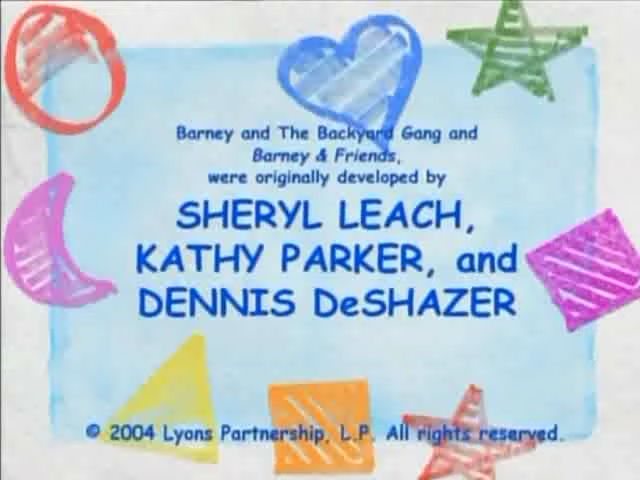 Barney and The Backyard Gang and
Barney & Friends,
were originally developed by
SHERYL LEACH,
KATHY PARKER, and
DENNIS DeSHAZER
© 2004 Lyons Partnership, L.P. All rights reserved.